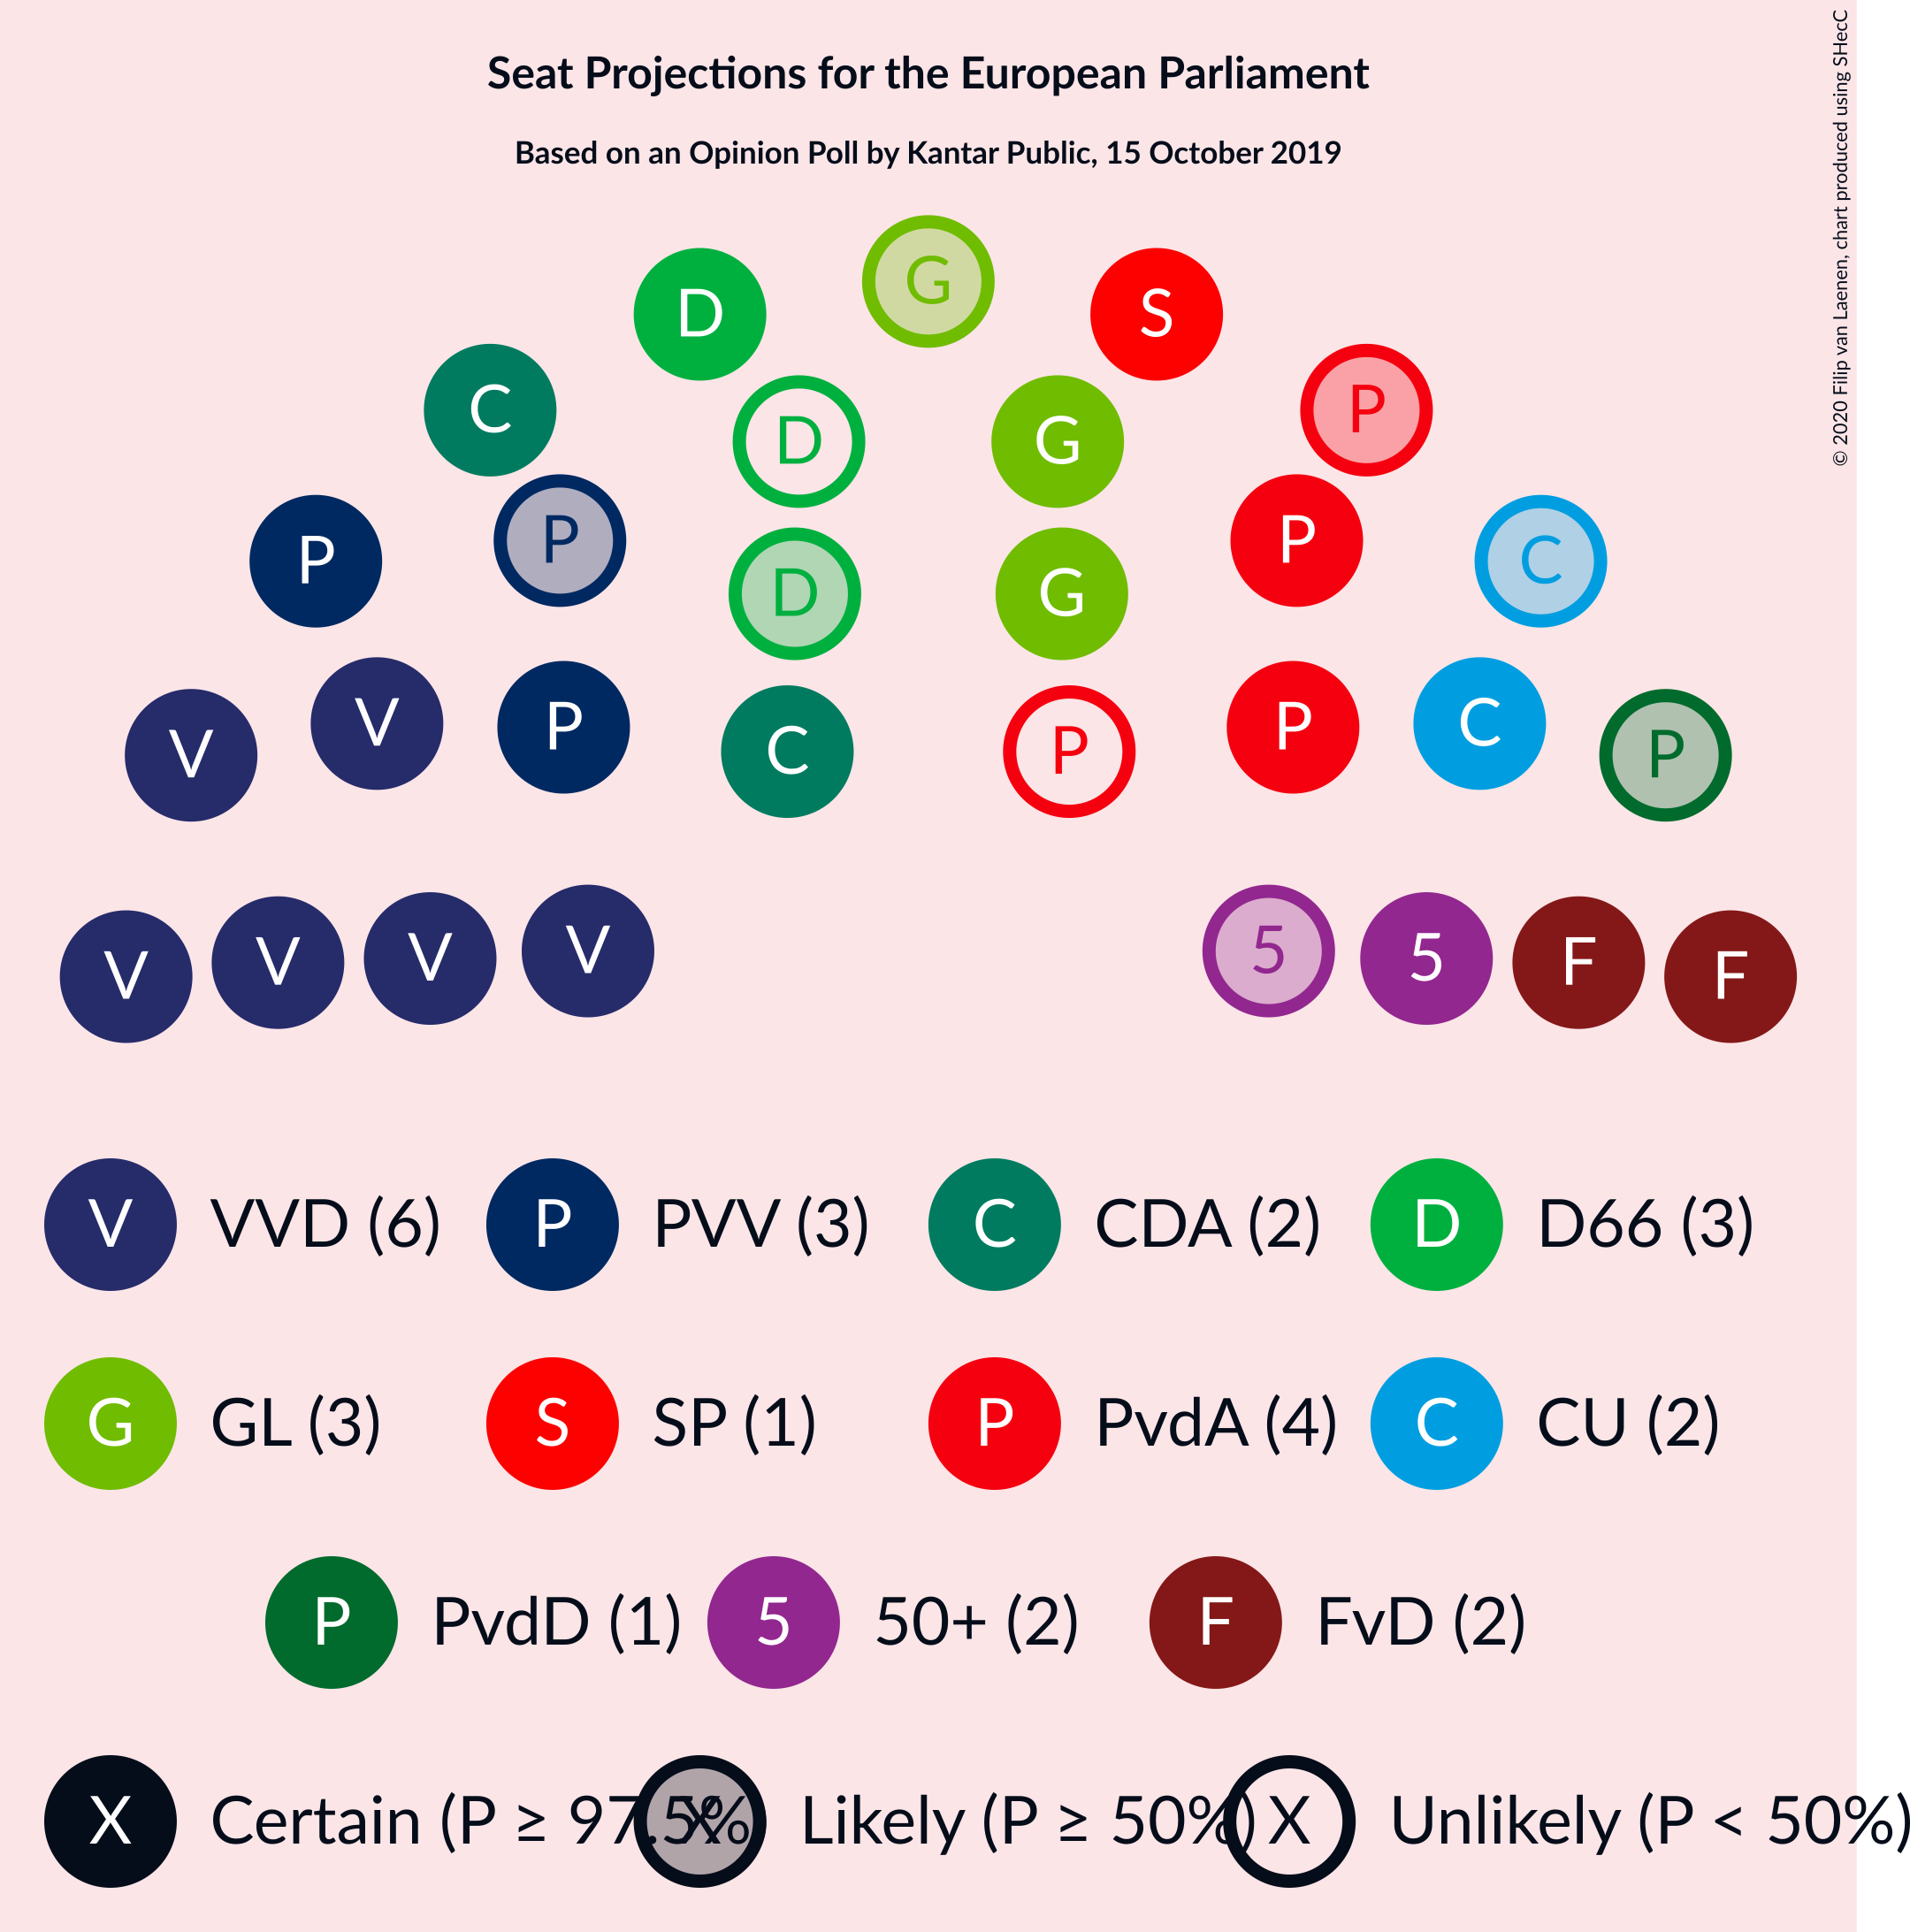 Seat Projections for the European Parliament
Based on an Opinion Poll by Kantar Public, 15 October 2019
© 2020 Filip van Laenen, chart produced using SHecC
G
D S
C P
D G
P P P C
D G
V V P C P P C P
V V V V 5 5 F F
V VVD (6) P PVV (3) C CDA (2) D D66 (3)
G GL (3) S SP (1) P PvdA (4) C CU (2)
P PvdD (1) 5 50+ (2) F FvD (2)
X Certain (P ≥ 97.5% X Likely (P ≥ 50%) X Unlikely (P < 50%)